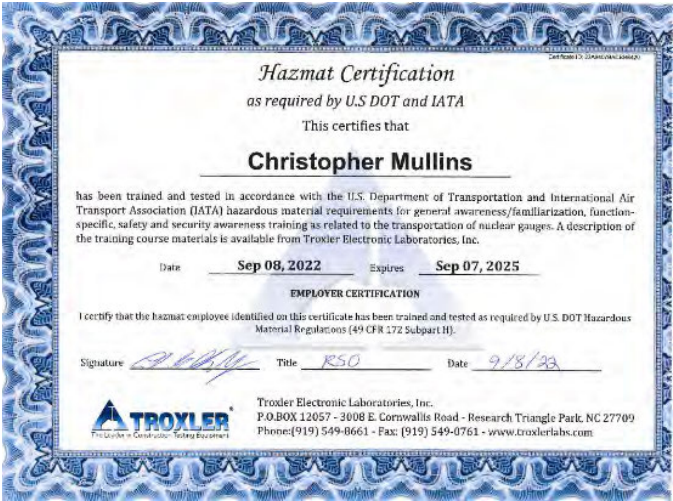 Hazmat Certification
as required by U.S DOT and IATA
This certifies that
Christopher Mullins
has been trained and tested in accordance with the U.S. Department of Transportation and International Air
Transport Association (IATA) hazardous material requirements for general awareness/familiarization, function-
specific, safety and security awareness training as related to the transportation of nuclear gauges. A description of
the training course materials is available from Troxler Electronic Laboratories, Inc.
Date Sep 08, 2022 Expires Sep 07, 2025
EMPLOYER CERTIFICATION
I certify that the hazmat employee identified on this certificate has been trained and tested as required by U.S. DOT Hazardous
Material Regulations (49 CFR 172 Subpart H).
Signature Title RSO Date 9/8/22
TROXLER
The Leader in Construction Testing Equipment
Troxler Electronic Laboratories, Inc.
P.O.BOX 12057 - 3008 E. Cornwallis Road - Research Triangle Park, NC 27709
Phone:(919) 549-8661 - Fax: (919) 549-0761 - www.troxlerlabs.com